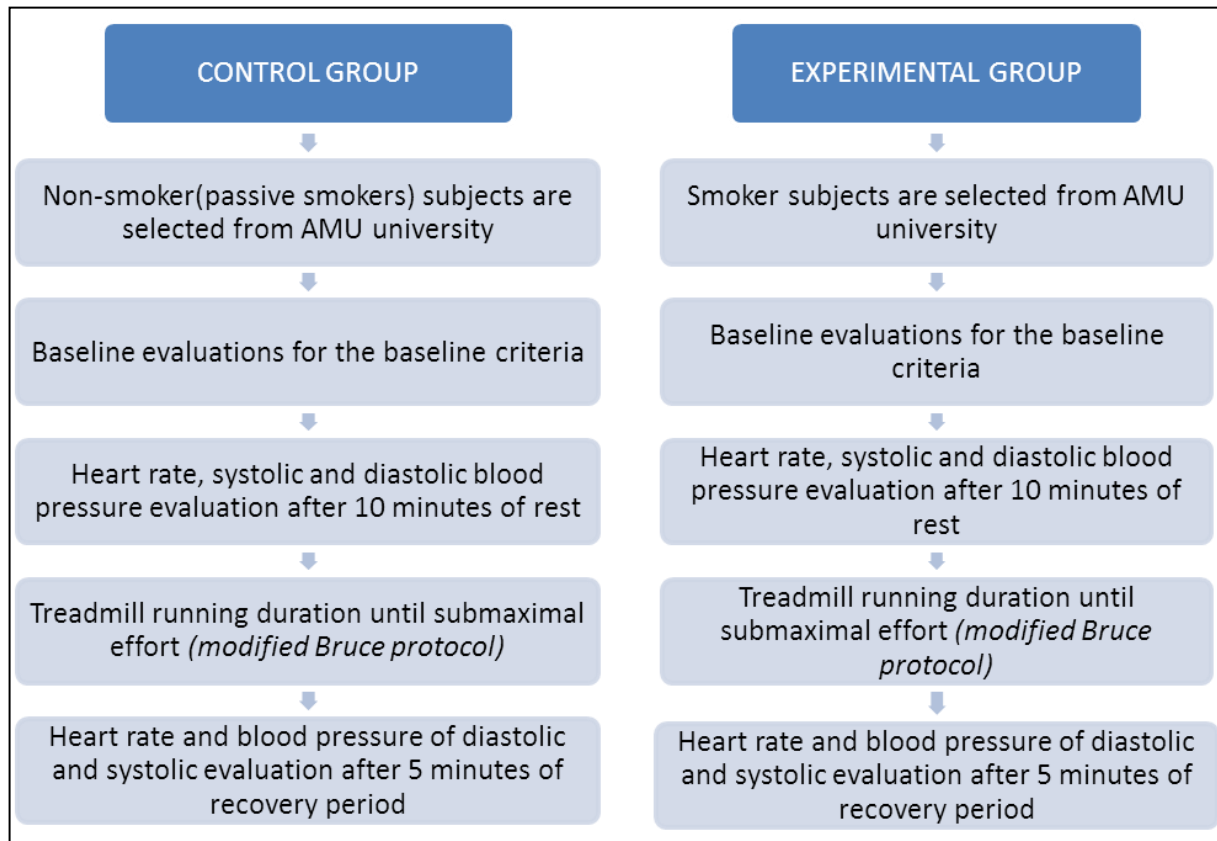 CONTROL GROUP
Non-smoker(passive smokers) subjects are
selected from AMU university
Baseline evaluations for the baseline criteria
Heart rate, systolic and diastolic blood
pressure evaluation after 10 minutes of rest
Treadmill running duration until submaximal
effort (modified Bruce protocol)
Heart rate and blood pressure of diastolic
and systolic evaluation after 5 minutes of
recovery period
EXPERIMENTAL GROUP
Smoker subjects are selected from AMU
university
Baseline evaluations for the baseline
criteria
Heart rate, systolic and diastolic blood
pressure evaluation after 10 minutes of
rest
Treadmill running duration until
submaximal effort (modified Bruce
protocol)
Heart rate and blood pressure of diastolic
and systolic evaluation after 5 minutes of
recovery period